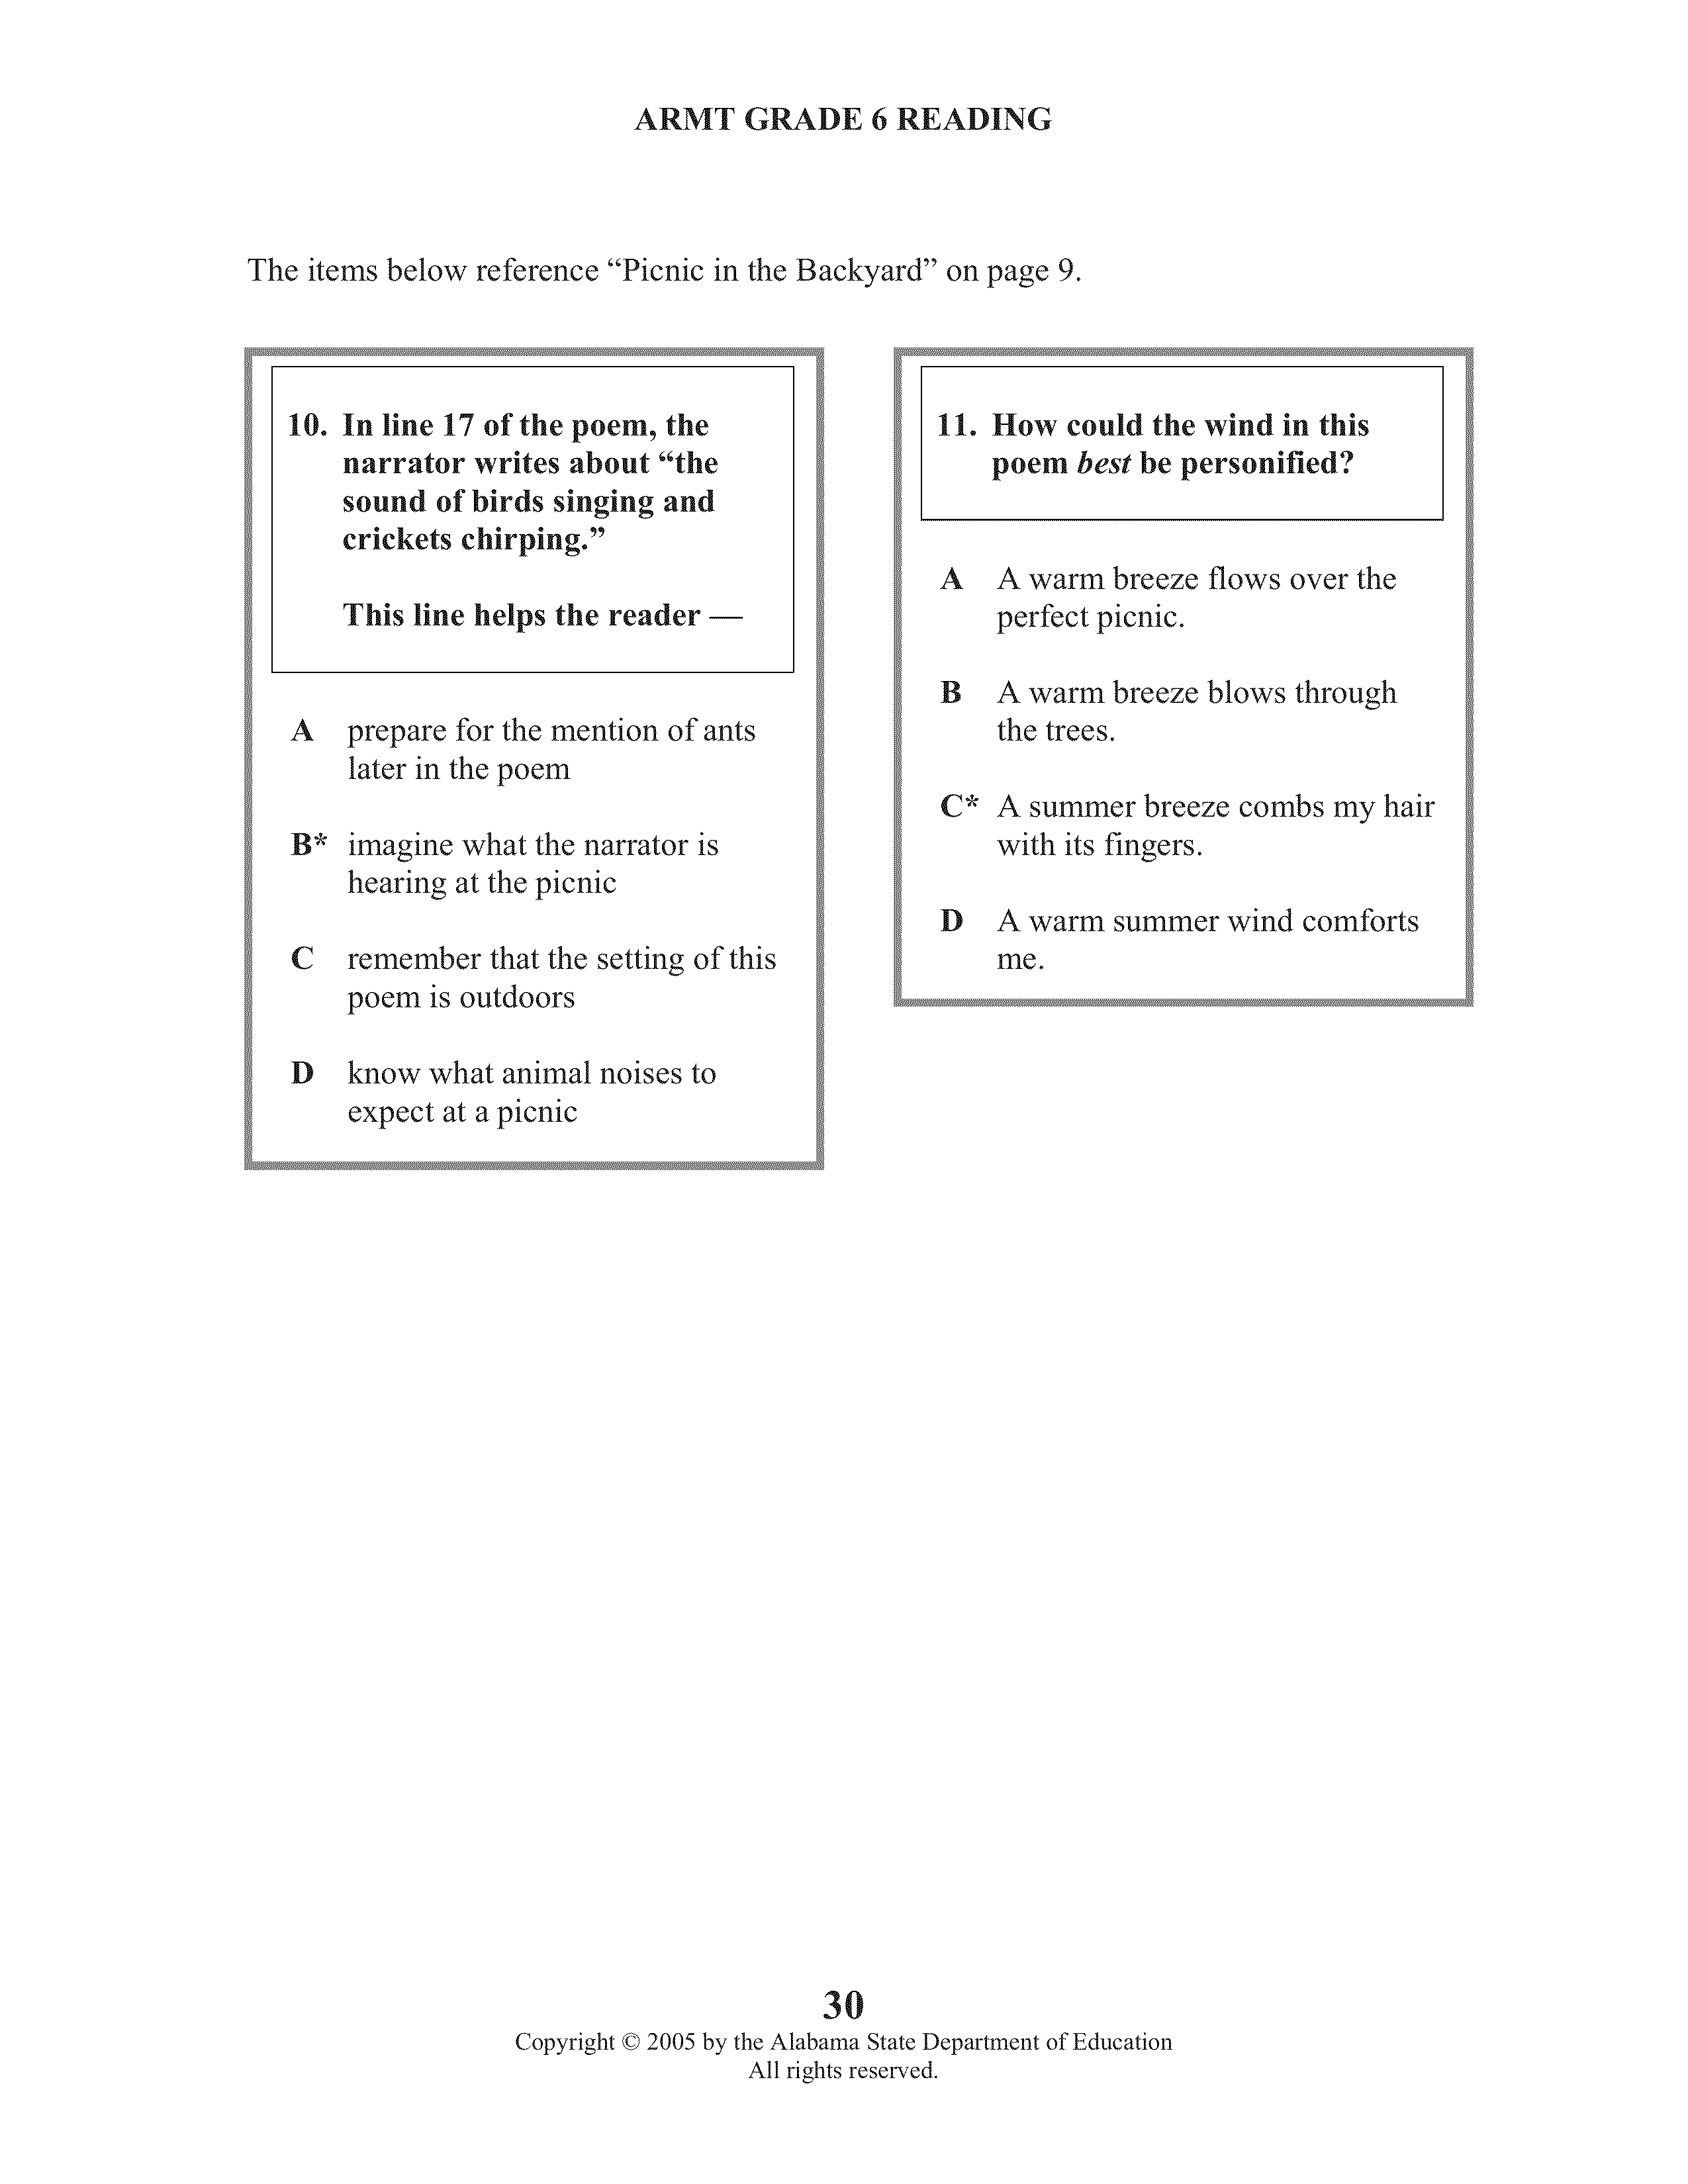 ARMT GRADE 6 READING
The items below reference “Picnic in the Backyard” on page 9.
10. In line 17 of the poem, the
narrator writes about “the
sound of birds singing and
crickets chirping.”
This line helps the reader —
A prepare for the mention of ants
later in the poem
B* imagine what the narrator is
hearing at the picnic
C remember that the setting of this
poem is outdoors
D know what animal noises to
expect at a picnic
11. How could the wind in this
poem best be personified?
A A warm breeze flows over the
perfect picnic.
B A warm breeze blows through
the trees.
C* A summer breeze combs my hair
with its fingers.
D A warm summer wind comforts
me.
30
Copyright © 2005 by the Alabama State Department of Education
All rights reserved.